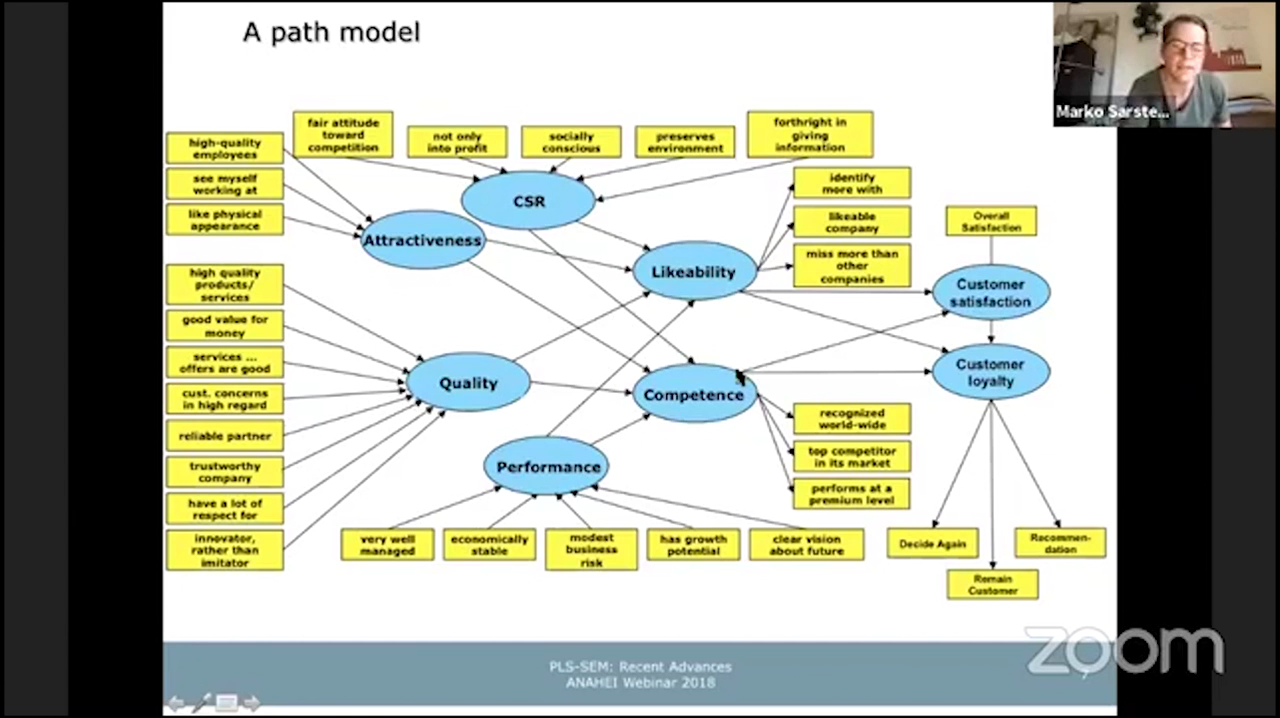 A path model
Marko Sarste...
fair attitude
toward
competition
not only
into profit
socially
conscious
preserves
environment
forthright in
giving
information
high-quality
employees
see myself
working at
like physical
appearance
CSR
Attractiveness
identify
more with
likeable
company
miss more than
other
companies
Overall
Satisfaction
Likeability
Customer
satisfaction
high quality
products/
services
good value for
money
services ...
offers are good
cust. concerns
in high regard
reliable partner
trustworthy
company
have a lot of
respect for
innovator,
rather than
imitator
Quality
Competence
Customer
loyalty
recognized
world-wide
top competitor
in its market
performs at a
premium level
Performance
very well
managed
economically
stable
modest
business
risk
has growth
potential
clear vision
about future
Decide Again
Recommen-
dation
Remain
Customer
zoom
PLS-SEM: Recent Advances
ANAHEI Webinar 2018